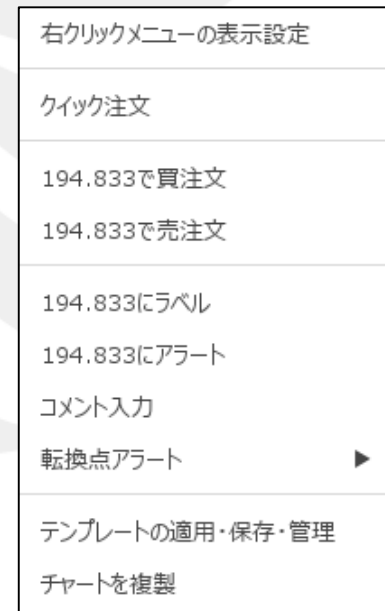 右クリックメニューの表示設定
クイック注文
194.833で買注文
194.833で売注文
194.833にラベル
194.833にアラート
コメント入力
転換点アラート ▶
テンプレートの適用・保存・管理
チャートを複製